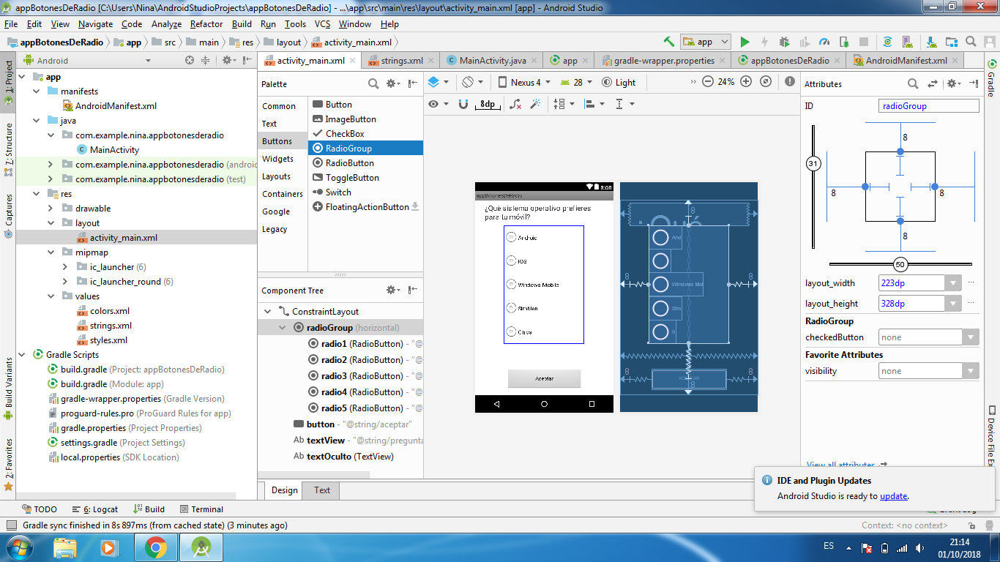 appBotonesDeRadio [C:\Users\Nina\AndroidStudioProjects\appBotonesDeRadio] - ...\app\src\main\res\layout\activity_main.xml [app] - Android Studio
File Edit View Navigate Code Analyze Refactor Build Run Tools VCS Window Help
appBotonesDeRadio app src main res layout activity_main.xml
app
Android
activity_main.xml strings.xml MainActivity.java app gradle-wrapper.properties appBotonesDeRadio AndroidManifest.xml
1: Project
7: Structure
Captures
Build Variants
2: Favorites
app
manifests
AndroidManifest.xml
java
com.example.nina.appbotonesderadio
MainActivity
com.example.nina.appbotonesderadio (androi
com.example.nina.appbotonesderadio (test)
res
drawable
layout
activity_main.xml
mipmap
ic_launcher (6)
ic_launcher_round (6)
values
colors.xml
strings.xml
styles.xml
Gradle Scripts
build.gradle (Project: appBotonesDeRadio)
build.gradle (Module: app)
gradle-wrapper.properties (Gradle Version)
proguard-rules.pro (ProGuard Rules for app)
gradle.properties (Project Properties)
settings.gradle (Project Settings)
local.properties (SDK Location)
Palette
Common
Text
Buttons
Widgets
Layouts
Containers
Google
Legacy
Button
ImageButton
CheckBox
RadioGroup
RadioButton
ToggleButton
Switch
FloatingActionButton
Component Tree
ConstraintLayout
radioGroup (horizontal)
radio1 (RadioButton) - "@
radio2 (RadioButton) - "@
radio3 (RadioButton) - "@
radio4 (RadioButton) - "@
radio5 (RadioButton) - "@
button - "@string/aceptar"
Ab textView - "@string/pregunta
Ab textOculto (TextView)
Design Text
Nexus 4 28 Light » 24%
8dp
8:00
appBotonesDeRadio
¿Qué sistema operativo prefieres
para tu móvil?
Android
iOS
Windows Mobile
Simbian
Otros
Aceptar
8
¿Qué
And
8 Windows Mo 8
8 8
8
Attributes
ID radioGroup
8
31
8 8
8
50
layout_width 223dp ...
layout_height 328dp ...
RadioGroup
checkedButton none
Favorite Attributes
visibility none
View all attributes
Gradle
Device File Ex
IDE and Plugin Updates
Android Studio is ready to update.
TODO 6: Logcat Build Terminal
Gradle sync finished in 8s 897ms (from cached state) (3 minutes ago)
Context: <no context>
ES
21:14
01/10/2018